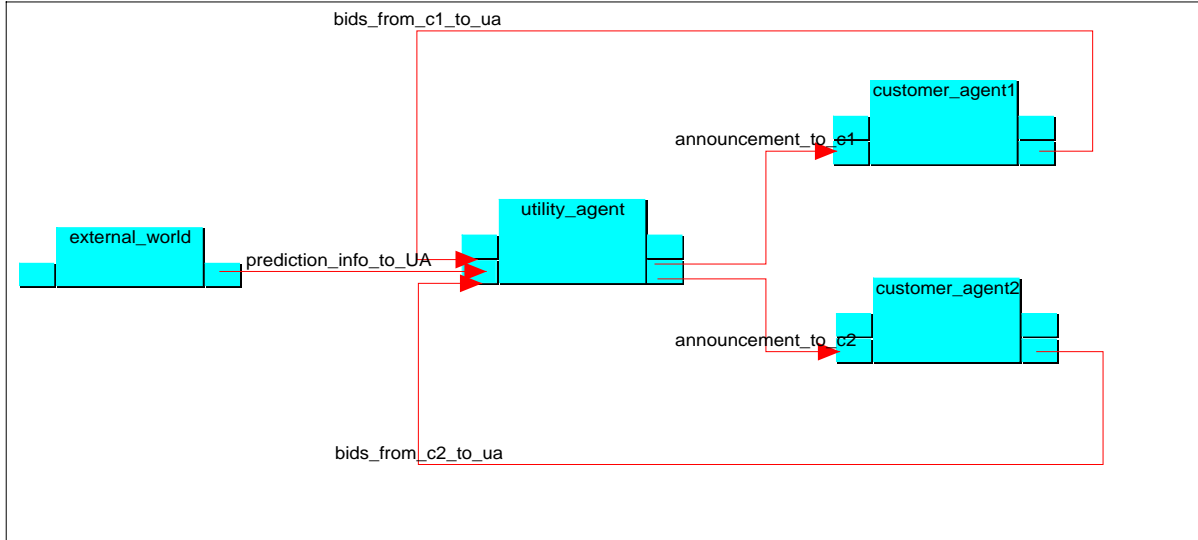 bids_from_c1_to_ua
customer_agent1
announcement_to_c1
utility_agent
external_world
prediction_info_to_UA
customer_agent2
announcement_to_c2
bids_from_c2_to_ua